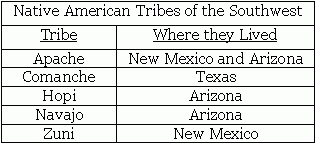 Native American Tribes of the Southwest
Tribe Where they Lived
Apache New Mexico and Arizona
Comanche Texas
Hopi Arizona
Navajo Arizona
Zuni New Mexico